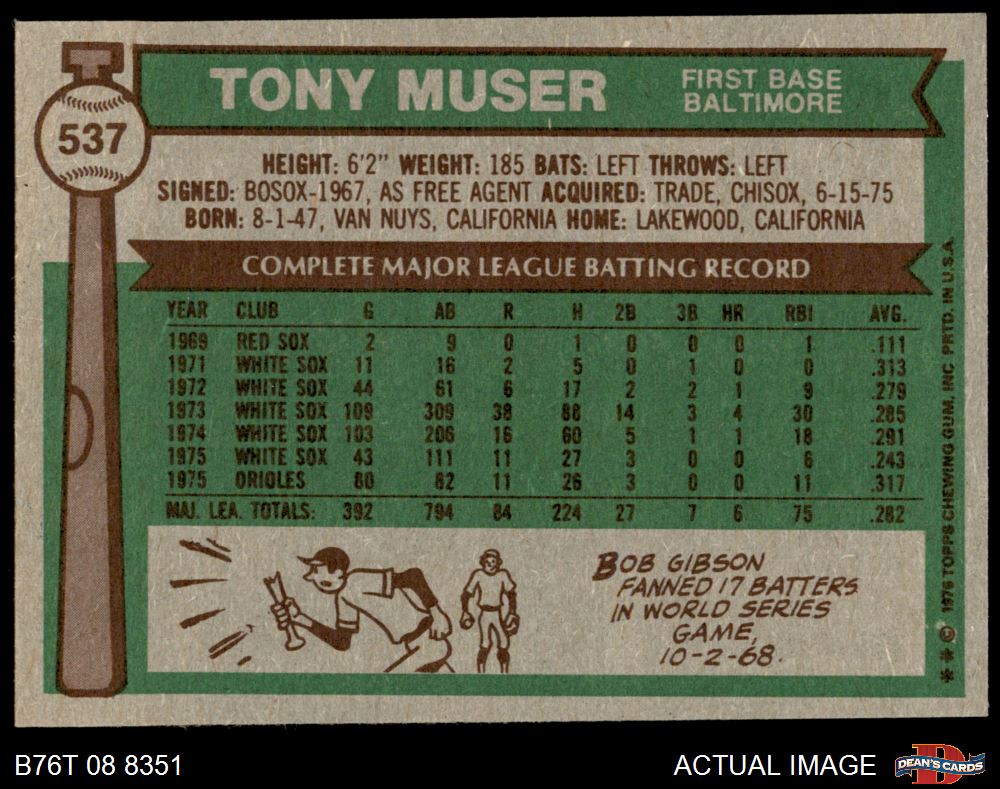 537
TONY MUSER
FIRST BASE
BALTIMORE
HEIGHT: 6'2" WEIGHT: 185 BATS: LEFT THROWS: LEFT
SIGNED: BOSOX-1967, AS FREE AGENT ACQUIRED: TRADE, CHISOX, 6-15-75
BORN: 8-1-47, VAN NUYS, CALIFORNIA HOME: LAKEWOOD, CALIFORNIA
COMPLETE MAJOR LEAGUE BATTING RECORD
YEAR CLUB G AB R H 2B 3B HR RBI AVG.
1969 RED SOX 2 9 0 1 0 0 0 1 .111
1971 WHITE SOX 11 16 2 5 0 1 0 0 .313
1972 WHITE SOX 44 61 6 17 2 2 1 9 .279
1973 WHITE SOX 109 309 38 88 14 3 4 30 .285
1974 WHITE SOX 103 206 16 60 5 1 1 18 .291
1975 WHITE SOX 43 111 11 27 3 0 0 6 .243
1975 ORIOLES 80 82 11 26 3 0 0 11 .317
MAJ. LEA. TOTALS: 392 794 84 224 27 7 6 75 .282
BOB GIBSON
FANNED 17 BATTERS
IN WORLD SERIES
GAME,
10-2-68.
** © 1976 TOPPS CHEWING GUM, INC PRTD. IN U.S.A.
B76T 08 8351
ACTUAL IMAGE
D
DEAN'S CARDS